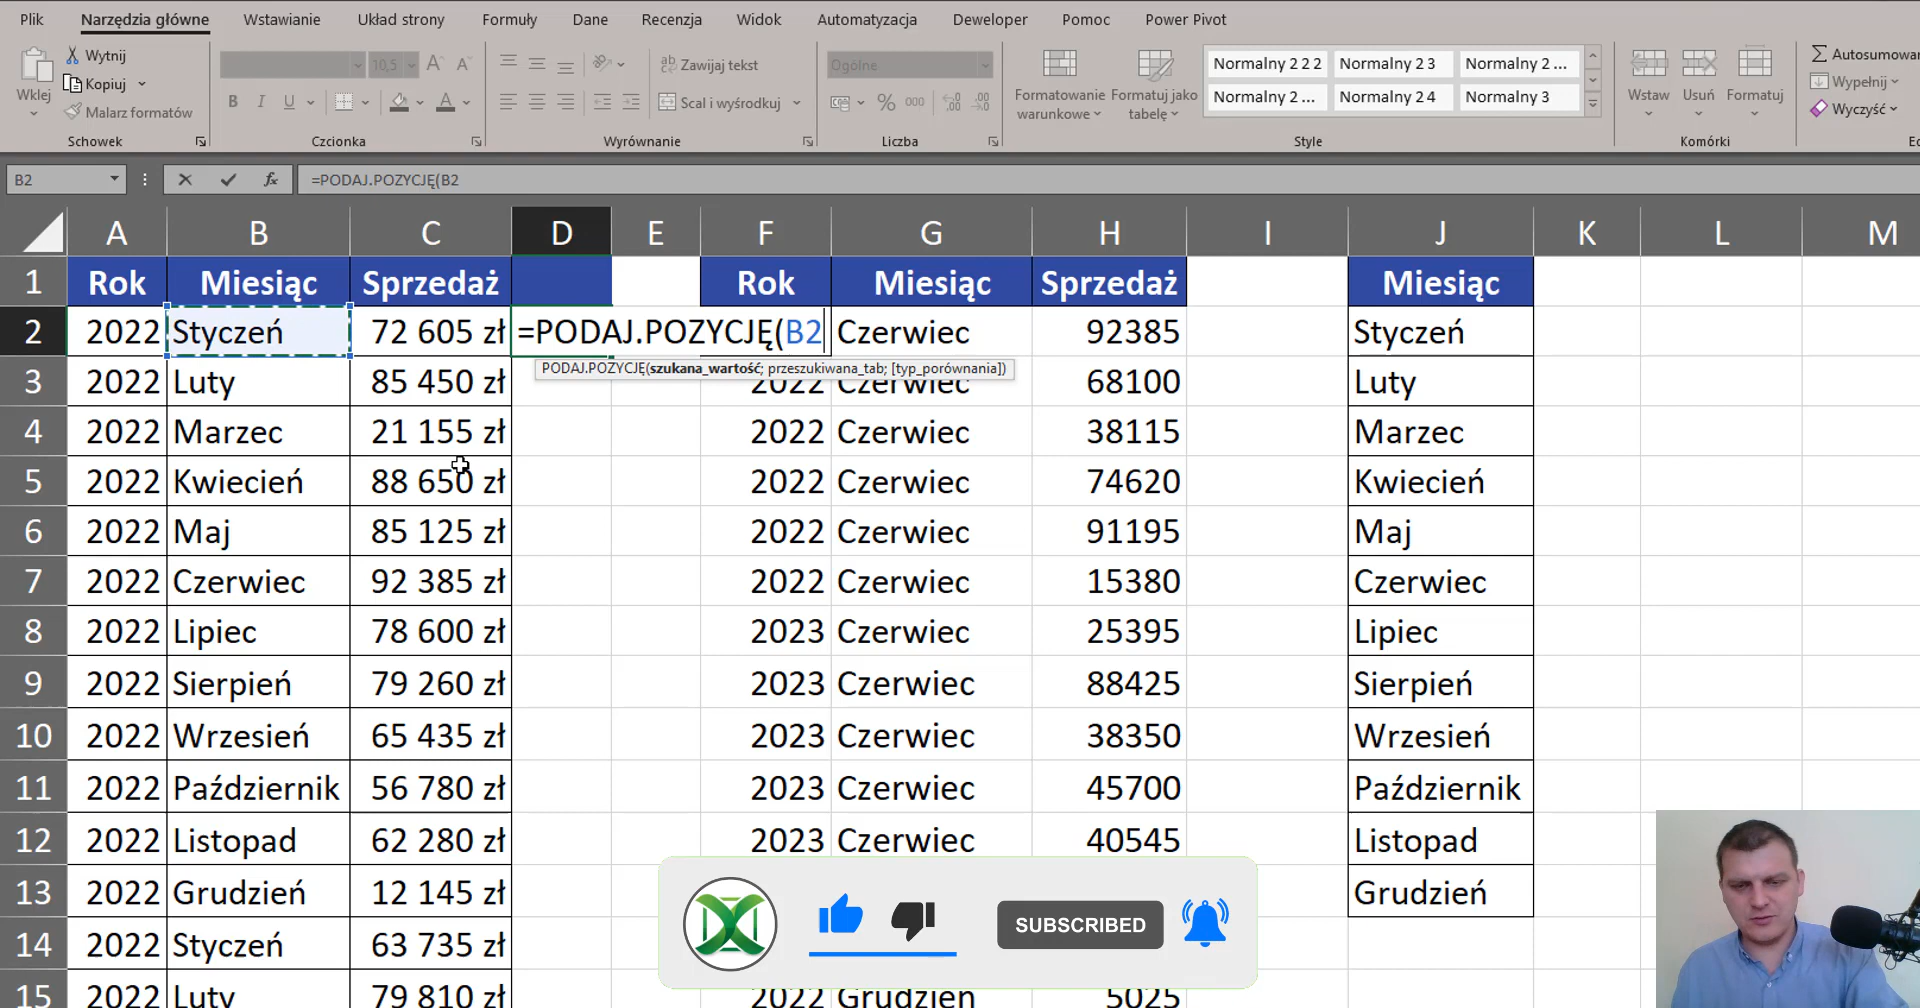 Plik Narzędzia główne Wstawianie Układ strony Formuły Dane Recenzja Widok Automatyzacja Deweloper Pomoc Power Pivot
Wklej
Wytnij
Kopiuj
Malarz formatów
Schowek
10,5
B I U A
Czcionka
Zawijaj tekst
Scal i wyśrodkuj
Wyrównanie
Ogólne
% 000
Liczba
Formatowanie warunkowe
Formatuj jako tabelę
Normalny 2 2 2 Normalny 2 3 Normalny 2 ...
Normalny 2 ... Normalny 2 4 Normalny 3
Style
Wstaw Usuń Formatuj
Komórki
Autosumowan
Wypełnij
Wyczyść
B2 fx =PODAJ.POZYCJĘ(B2
A B C D E F G H I J K L M
1 Rok Miesiąc Sprzedaż Rok Miesiąc Sprzedaż Miesiąc
2 2022 Styczeń 72 605 zł =PODAJ.POZYCJĘ(B2 Czerwiec 92385 Styczeń
PODAJ.POZYCJĘ(szukana_wartość; przeszukiwana_tab; [typ_porównania])
3 2022 Luty 85 450 zł 2022 Czerwiec 68100 Luty
4 2022 Marzec 21 155 zł 2022 Czerwiec 38115 Marzec
5 2022 Kwiecień 88 650 zł 2022 Czerwiec 74620 Kwiecień
6 2022 Maj 85 125 zł 2022 Czerwiec 91195 Maj
7 2022 Czerwiec 92 385 zł 2022 Czerwiec 15380 Czerwiec
8 2022 Lipiec 78 600 zł 2023 Czerwiec 25395 Lipiec
9 2022 Sierpień 79 260 zł 2023 Czerwiec 88425 Sierpień
10 2022 Wrzesień 65 435 zł 2023 Czerwiec 38350 Wrzesień
11 2022 Październik 56 780 zł 2023 Czerwiec 45700 Październik
12 2022 Listopad 62 280 zł 2023 Czerwiec 40545 Listopad
13 2022 Grudzień 12 145 zł Grudzień
14 2022 Styczeń 63 735 zł
15 2022 Luty 79 810 zł 2022 Grudzień 5025
SUBSCRIBED